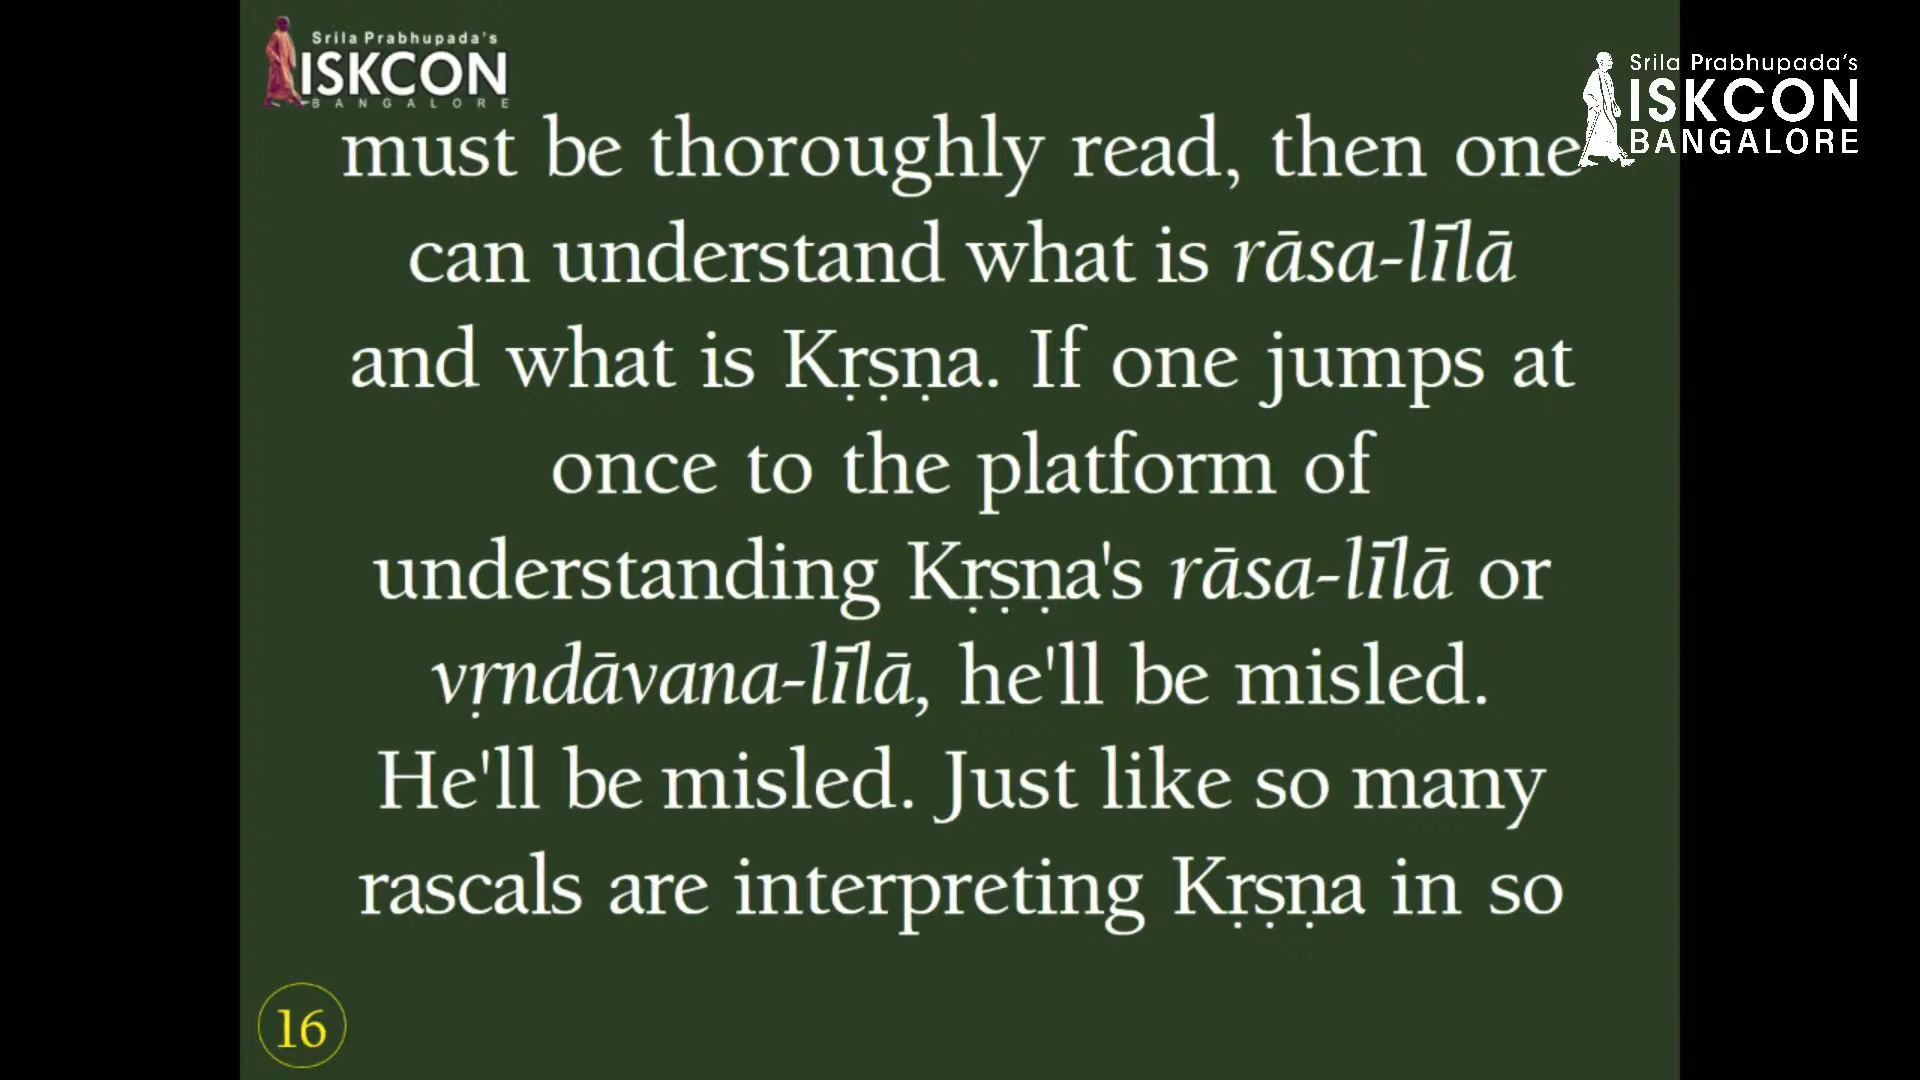 Srila Prabhupada's
ISKCON
BANGALORE
Srila Prabhupada's
ISKCON
BANGALORE
must be thoroughly read, then one
can understand what is rāsa-līlā
and what is Kṛṣṇa. If one jumps at
once to the platform of
understanding Kṛṣṇa's rāsa-līlā or
vṛndāvana-līlā, he'll be misled.
He'll be misled. Just like so many
rascals are interpreting Kṛṣṇa in so
16